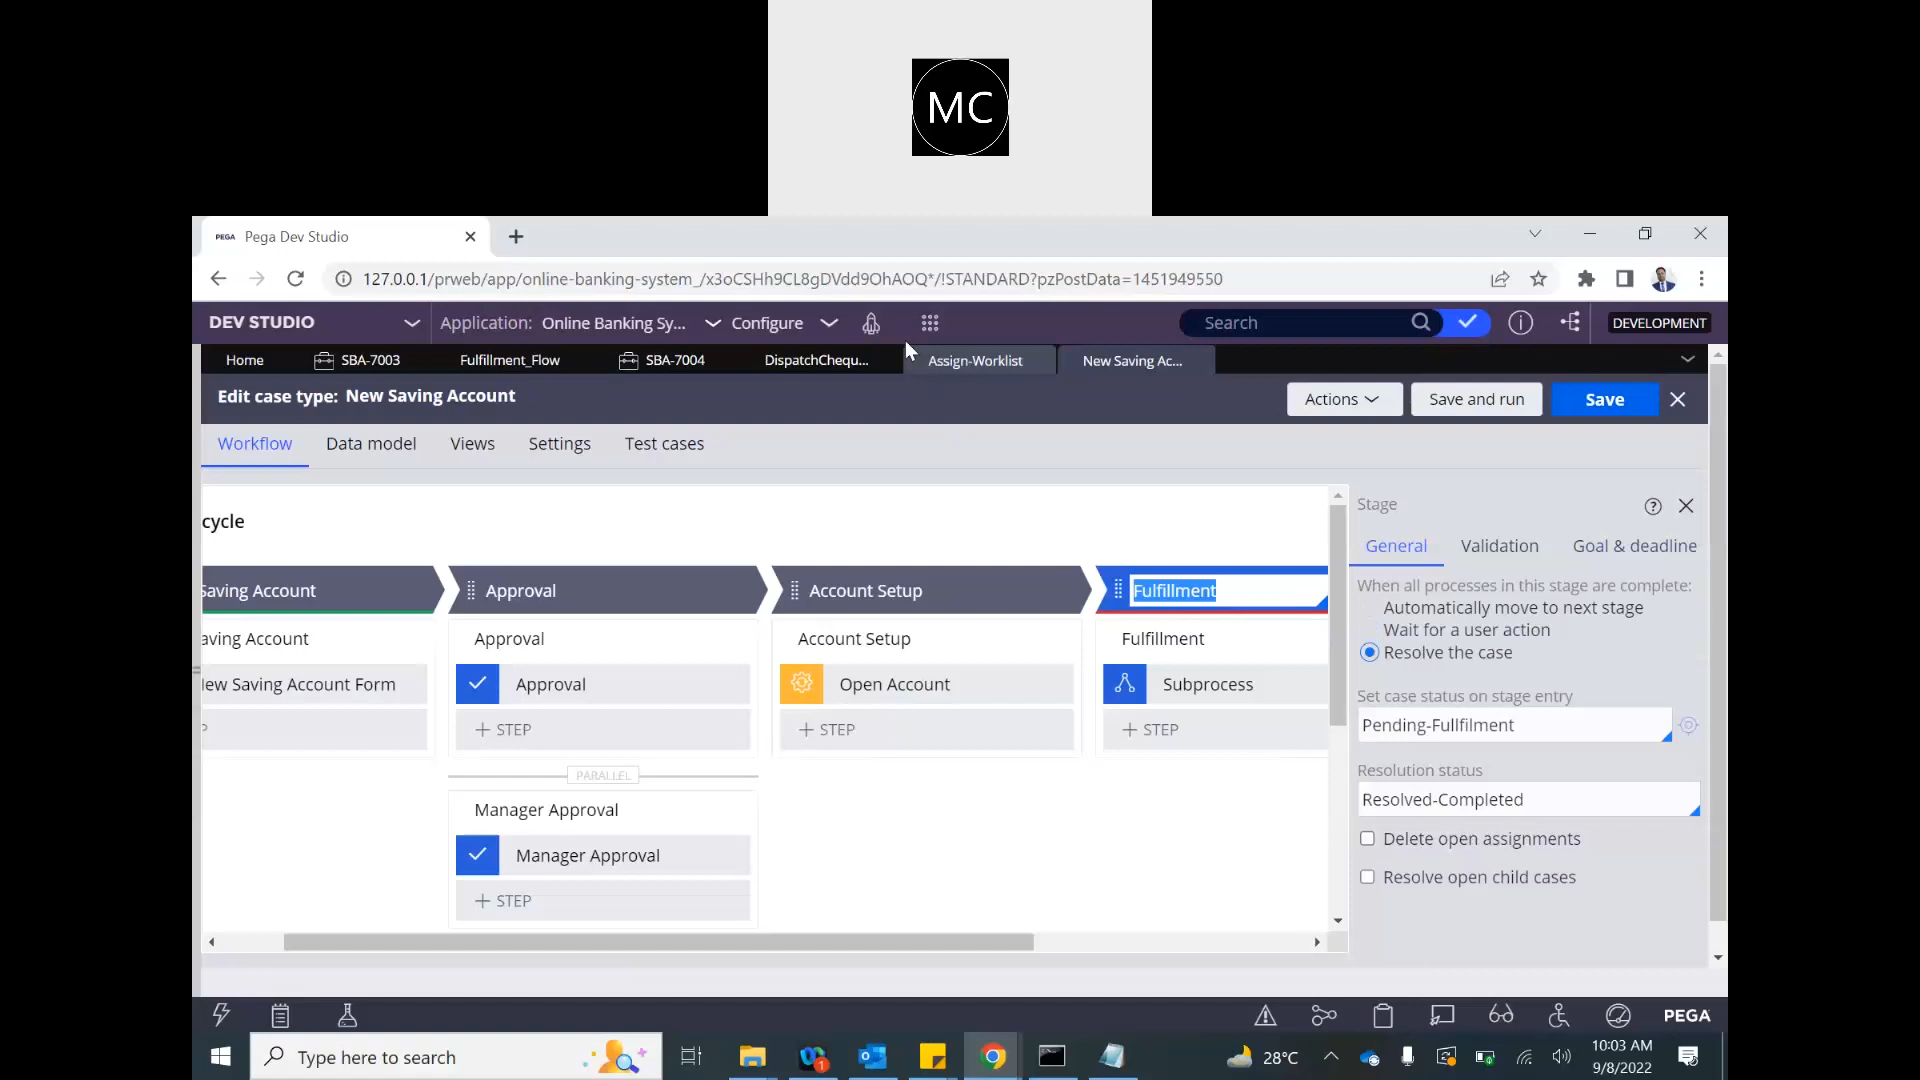 MC
PEGA Pega Dev Studio
127.0.0.1/prweb/app/online-banking-system_/x3oCSHh9CL8gDVdd9OhAOQ*/!STANDARD?pzPostData=1451949550
DEV STUDIO Application: Online Banking Sy... Configure Search DEVELOPMENT
Home SBA-7003 Fulfillment_Flow SBA-7004 DispatchChequ... Assign-Worklist New Saving Ac...
Edit case type: New Saving Account Actions Save and run Save
Workflow Data model Views Settings Test cases
cycle
Saving Account Approval Account Setup Fulfillment
aving Account Approval Account Setup Fulfillment
ew Saving Account Form Approval Open Account Subprocess
P + STEP + STEP + STEP
PARALLEL
Manager Approval
Manager Approval
+ STEP
Stage
General Validation Goal & deadline
When all processes in this stage are complete:
Automatically move to next stage
Wait for a user action
Resolve the case
Set case status on stage entry
Pending-Fullfilment
Resolution status
Resolved-Completed
Delete open assignments
Resolve open child cases
PEGA
Type here to search
1
28°C
10:03 AM
9/8/2022